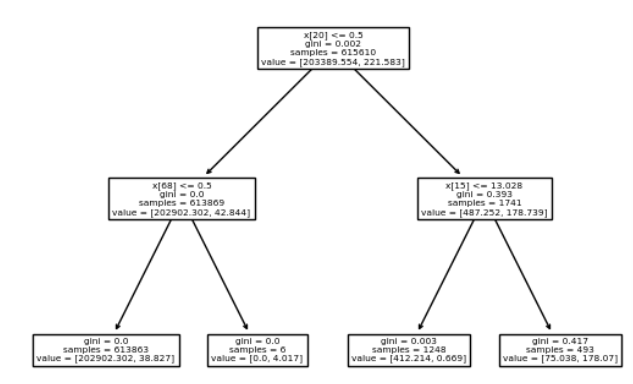 x[20] <= 0.5
gini = 0.002
samples = 615610
value = [203389.554, 221.583]
x[68] <= 0.5
gini = 0.0
samples = 613869
value = [202902.302, 42.844]
x[15] <= 13.028
gini = 0.393
samples = 1741
value = [487.252, 178.739]
gini = 0.0
samples = 613863
value = [202902.302, 38.827]
gini = 0.0
samples = 6
value = [0.0, 4.017]
gini = 0.003
samples = 1248
value = [412.214, 0.669]
gini = 0.417
samples = 493
value = [75.038, 178.07]